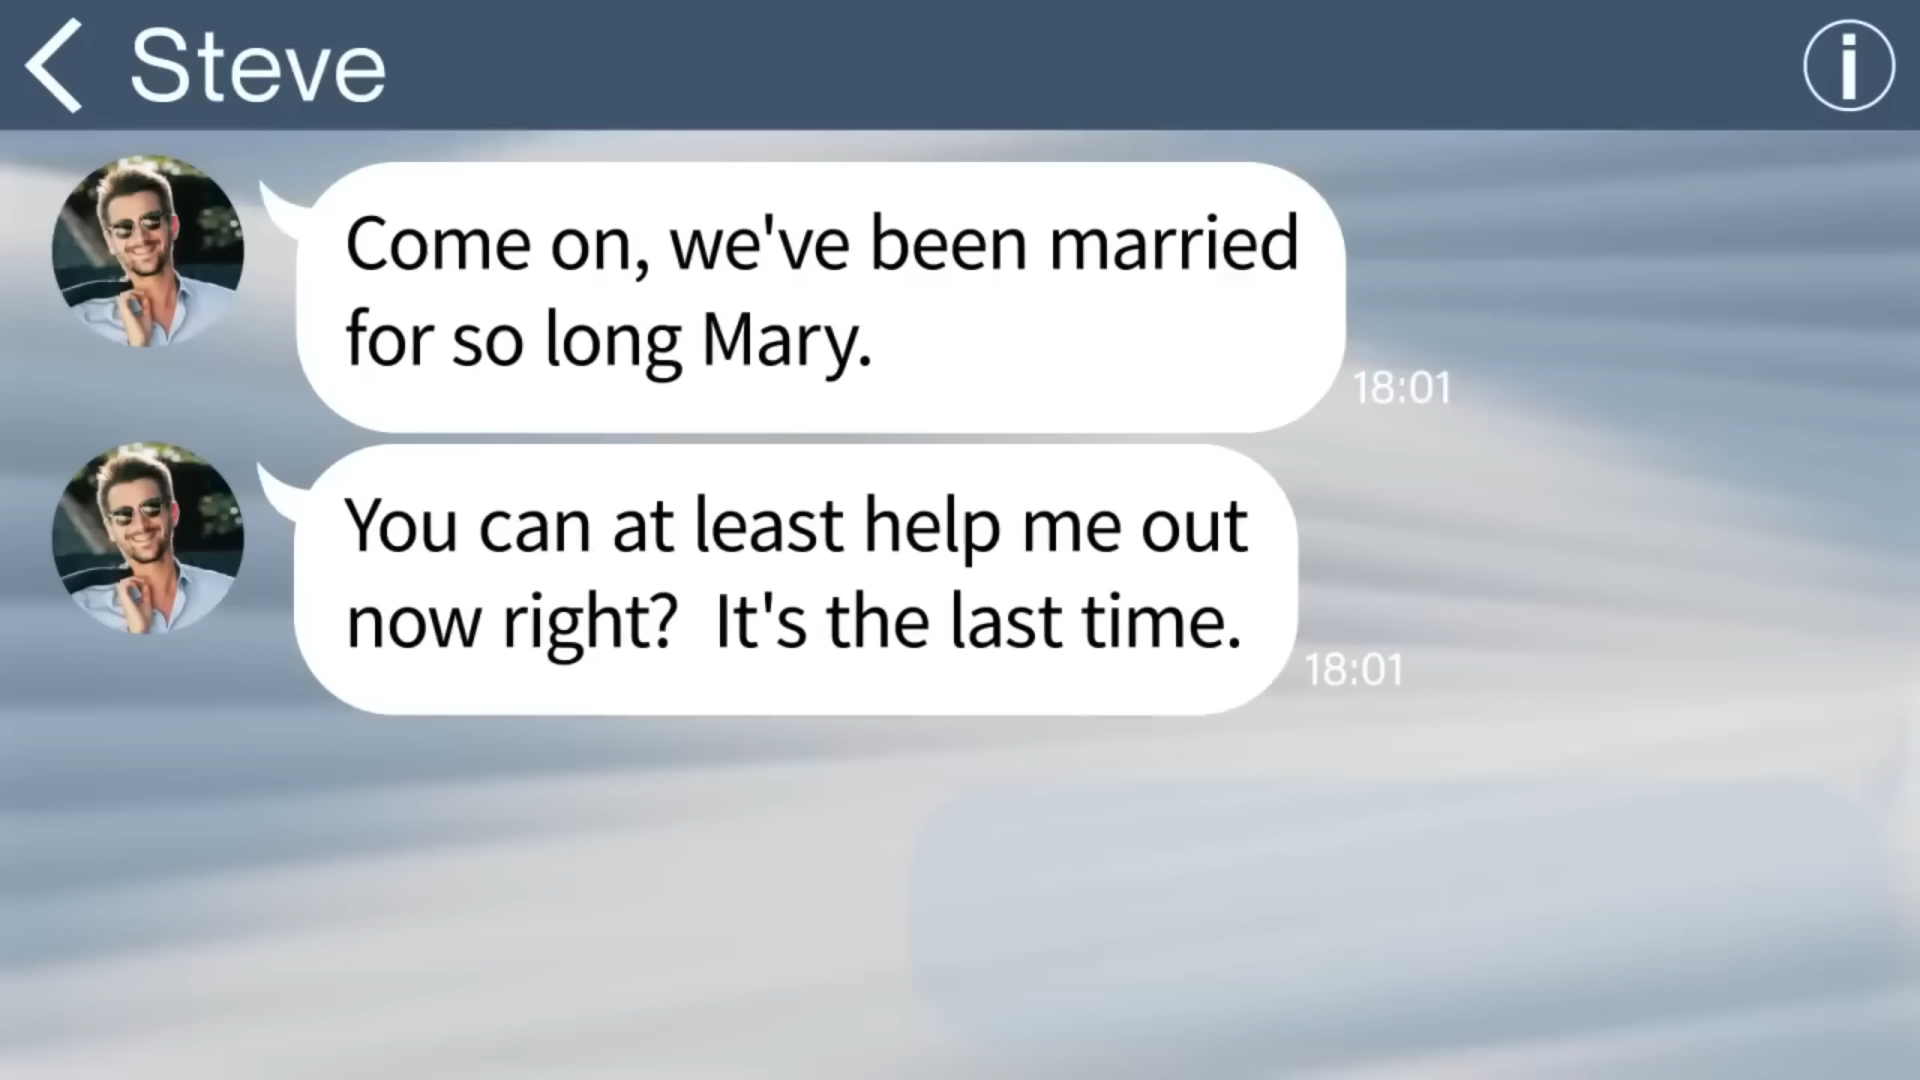 Steve
Come on, we've been married
for so long Mary.
18:01
You can at least help me out
now right?  It's the last time.
18:01